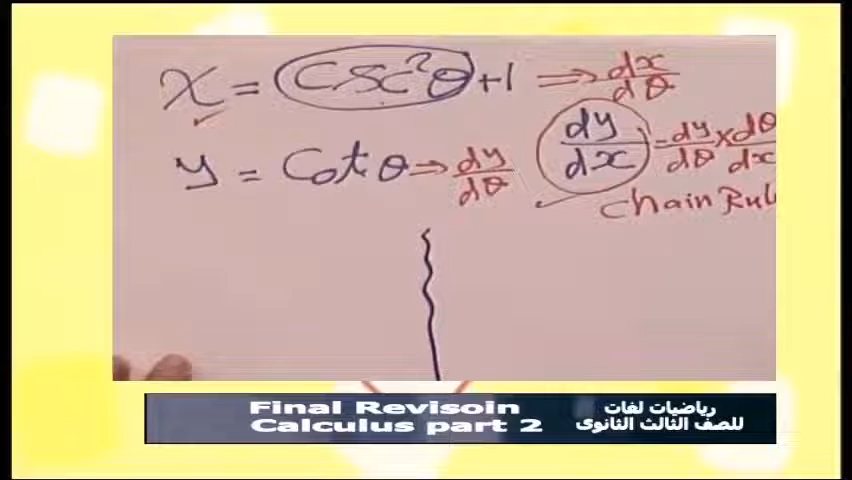 x = csc²θ + 1 ⇒ dx/dθ
y = Cot θ ⇒ dy/dθ
dy/dx = dy/dθ × dθ/dx
chain Rul
Final Revisoin
Calculus part 2
رياضيات لغات
للصف الثالث الثانوى